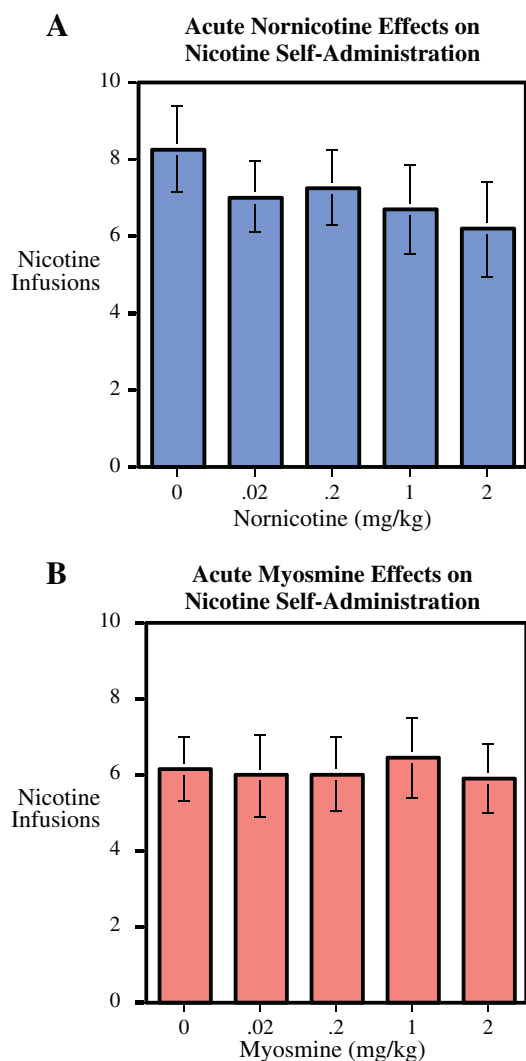 A
Acute Nornicotine Effects on
Nicotine Self-Administration
10
8
6
Nicotine
Infusions
4
2
0
0 .02 .2 1 2
Nornicotine (mg/kg)
B
Acute Myosmine Effects on
Nicotine Self-Administration
10
8
6
Nicotine
Infusions
4
2
0
0 .02 .2 1 2
Myosmine (mg/kg)